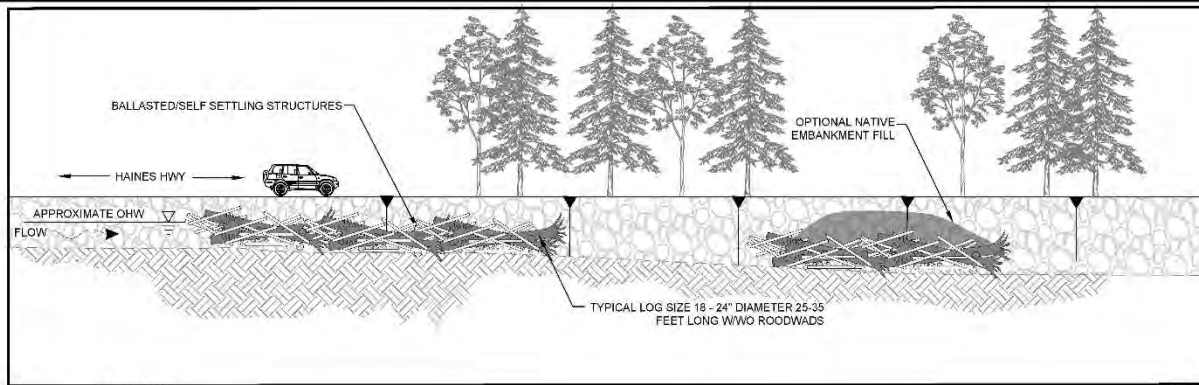 BALLASTED/SELF SETTLING STRUCTURES
OPTIONAL NATIVE
EMBANKMENT FILL
HAINES HWY
APPROXIMATE OHW
FLOW
TYPICAL LOG SIZE 18 - 24" DIAMETER 25-35
FEET LONG W/WO ROODWADS